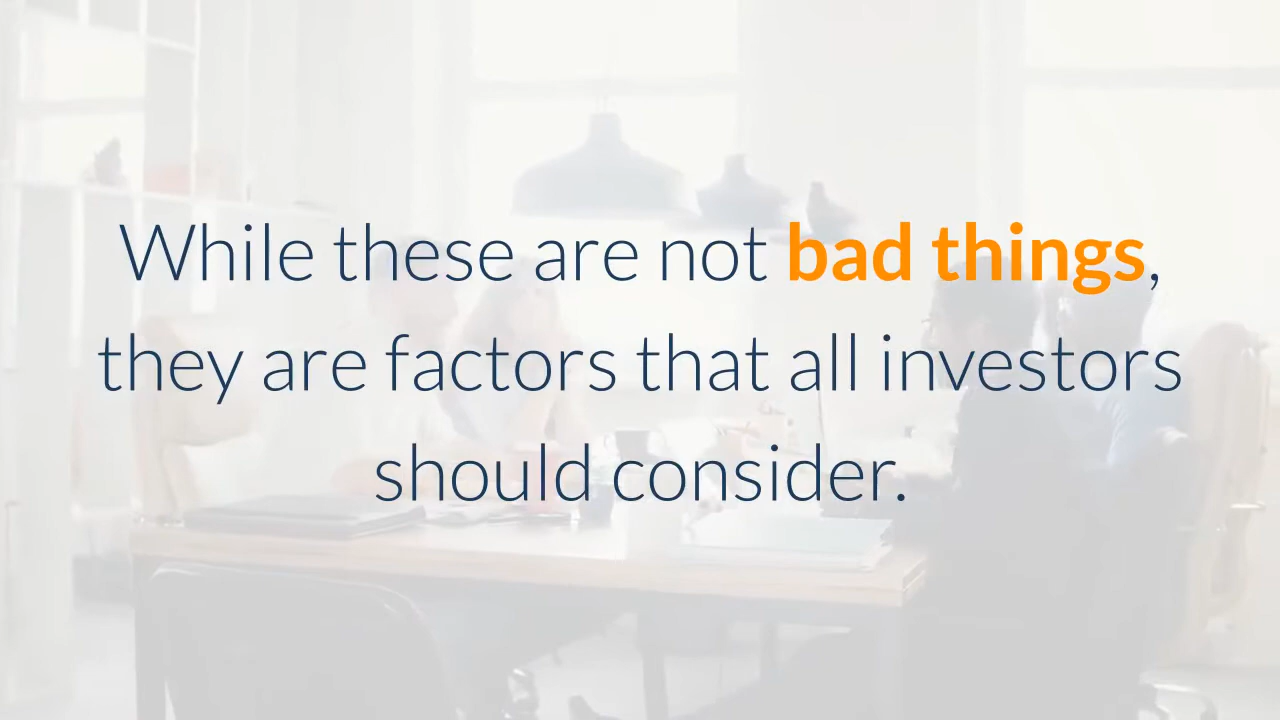 While these are not bad things,
they are factors that all investors
should consider.